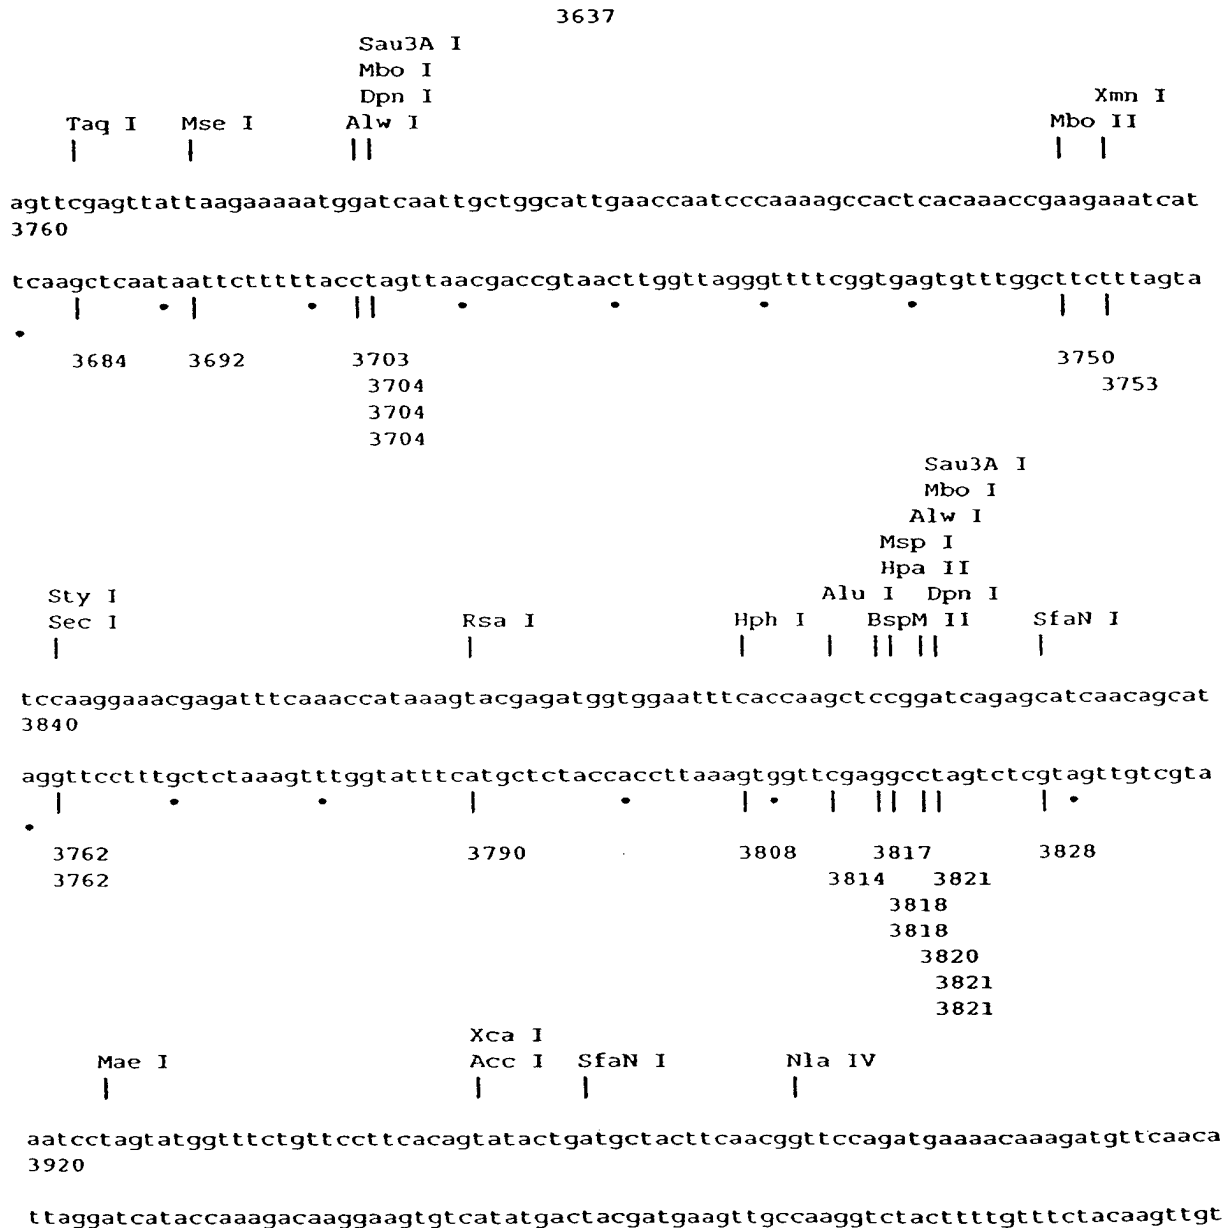 3637
Sau3A I
Mbo I
Dpn I Xmn I
Taq I Mse I Alw I Mbo II
| | || | |
agttcgagttattaagaaaaatggatcaattgctggcattgaaccaatcccaaaagccactcacaaaccgaagaaatcat
3760
tcaagctcaataattctttttacctagttaacgaccgtaacttggttagggttttcggtgagtgtttggcttctttagta
| • | • || • • • • | |
•
3684 3692 3703 3750
3704 3753
3704
3704
Sau3A I
Mbo I
Alw I
Msp I
Hpa II
Sty I Alu I Dpn I
Sec I Rsa I Hph I BspM II SfaN I
| | | | || || |
tccaaggaaacgagatttcaaaccataaagtacgagatggtggaatttcaccaagctccggatcagagcatcaacagcat
3840
aggttcctttgctctaaagtttggtatttcatgctctaccaccttaaagtggttcgaggcctagtctcgtagttgtcgta
| • • | • | • | || || | •
•
3762 3790 3808 3817 3828
3762 3814 3821
3818
3818
3820
3821
3821
Xca I
Mae I Acc I SfaN I Nla IV
| | | |
aatcctagtatggtttctgttccttcacagtatactgatgctacttcaacggttccagatgaaaacaaagatgttcaaca
3920
ttaggatcataccaaagacaaggaagtgtcatatgactacgatgaagttgccaaggtctacttttgtttctacaagttgt